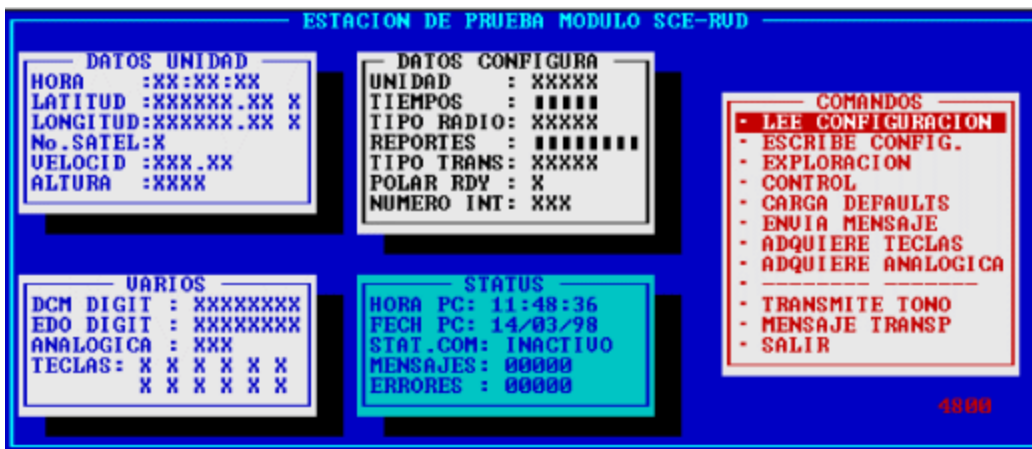 ESTACION DE PRUEBA MODULO SCE-RVD
DATOS UNIDAD
HORA :XX:XX:XX
LATITUD :XXXXXX.XX X
LONGITUD:XXXXXX.XX X
No.SATEL:X
VELOCID :XXX.XX
ALTURA :XXXX
DATOS CONFIGURA
UNIDAD : XXXXX
TIEMPOS : ▮▮▮▮▮
TIPO RADIO: XXXXX
REPORTES : ▮▮▮▮▮▮▮▮
TIPO TRANS: XXXXX
POLAR RDY : X
NUMERO INT: XXX
COMANDOS
- LEE CONFIGURACION
- ESCRIBE CONFIG.
- EXPLORACION
- CONTROL
- CARGA DEFAULTS
- ENVIA MENSAJE
- ADQUIERE TECLAS
- ADQUIERE ANALOGICA
- -------- -------
- TRANSMITE TONO
- MENSAJE TRANSP
- SALIR
VARIOS
DCM DIGIT : XXXXXXXX
EDO DIGIT : XXXXXXXX
ANALOGICA : XXX
TECLAS: X X X X X X
X X X X X X
STATUS
HORA PC: 11:48:36
FECH PC: 14/03/98
STAT.COM: INACTIVO
MENSAJES: 00000
ERRORES : 00000
4800